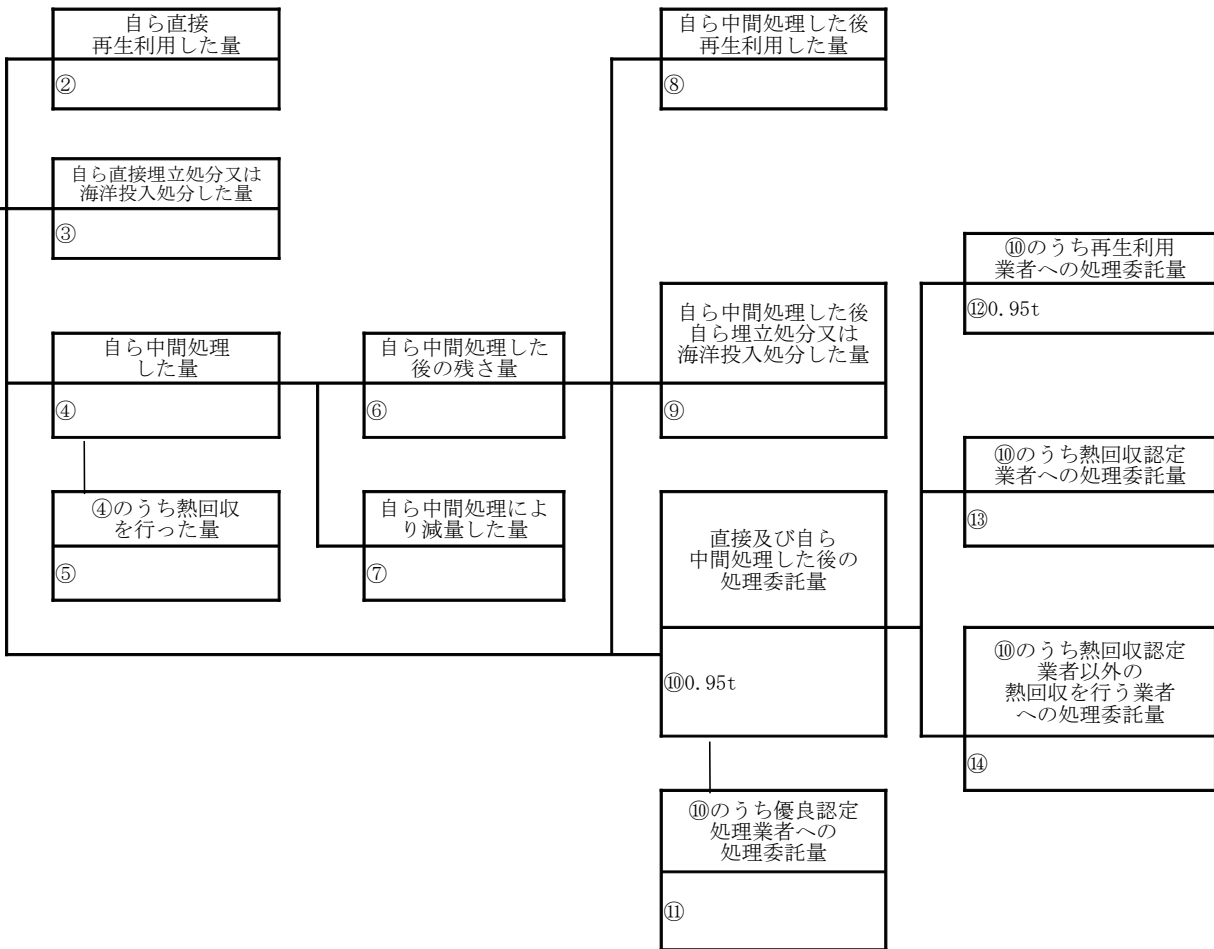 自ら直接
再生利用した量
②
自ら中間処理した後
再生利用した量
⑧
自ら直接埋立処分又は
海洋投入処分した量
③
⑩のうち再生利用
業者への処理委託量
⑫0.95t
自ら中間処理した後
自ら埋立処分又は
海洋投入処分した量
⑨
自ら中間処理
した量
④
自ら中間処理した
後の残さ量
⑥
⑩のうち熱回収認定
業者への処理委託量
⑬
④のうち熱回収
を行った量
⑤
自ら中間処理によ
り減量した量
⑦
直接及び自ら
中間処理した後の
処理委託量
⑩0.95t
⑩のうち熱回収認定
業者以外の
熱回収を行う業者
への処理委託量
⑭
⑩のうち優良認定
処理業者への
処理委託量
⑪